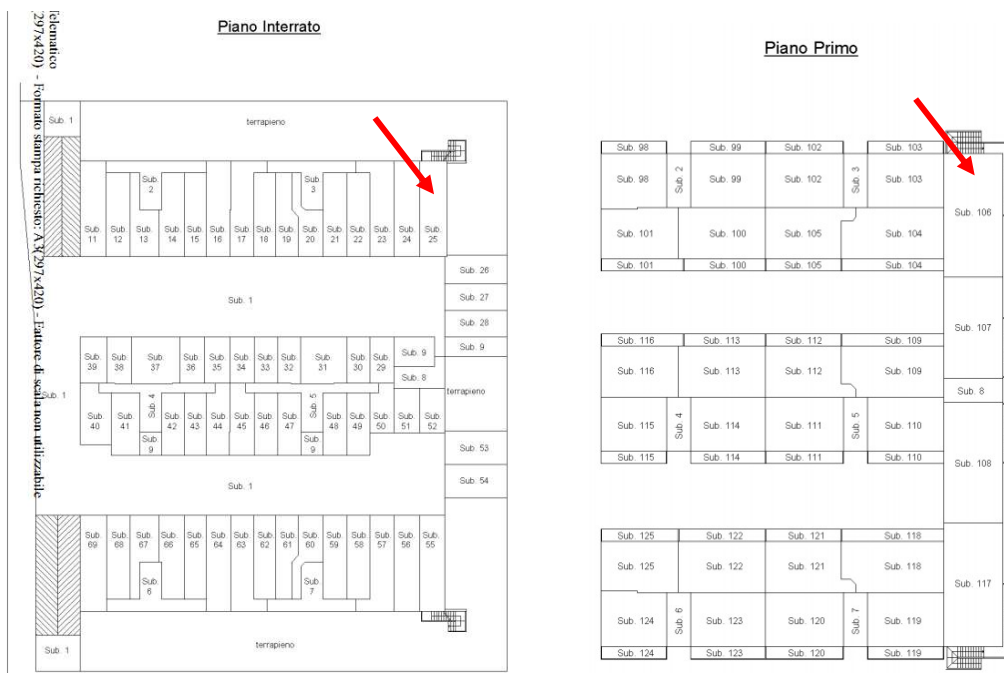 Piano Interrato
Piano Primo
Telematico
(297x420) - Formato stampa richiesto: A3(297x420) - Fattore di scala non utilizzabile
Sub. 1
terrapieno
Sub. 2
Sub. 3
Sub. 11
Sub. 12
Sub. 13
Sub. 14
Sub. 15
Sub. 16
Sub. 17
Sub. 18
Sub. 19
Sub. 20
Sub. 21
Sub. 22
Sub. 23
Sub. 24
Sub. 25
Sub. 26
Sub. 27
Sub. 28
Sub. 9
Sub. 1
Sub. 39
Sub. 38
Sub. 37
Sub. 36
Sub. 35
Sub. 34
Sub. 33
Sub. 32
Sub. 31
Sub. 30
Sub. 29
Sub. 9
Sub. 8
terrapieno
Sub. 1
Sub. 40
Sub. 41
Sub. 4
Sub. 9
Sub. 42
Sub. 43
Sub. 44
Sub. 45
Sub. 46
Sub. 47
Sub. 5
Sub. 9
Sub. 48
Sub. 49
Sub. 50
Sub. 51
Sub. 52
Sub. 53
Sub. 54
Sub. 1
Sub. 69
Sub. 68
Sub. 67
Sub. 66
Sub. 65
Sub. 64
Sub. 63
Sub. 62
Sub. 61
Sub. 60
Sub. 59
Sub. 58
Sub. 57
Sub. 56
Sub. 55
Sub. 6
Sub. 7
Sub. 1
terrapieno
Sub. 98
Sub. 99
Sub. 102
Sub. 103
Sub. 98
Sub. 2
Sub. 99
Sub. 102
Sub. 3
Sub. 103
Sub. 106
Sub. 101
Sub. 100
Sub. 105
Sub. 104
Sub. 101
Sub. 100
Sub. 105
Sub. 104
Sub. 107
Sub. 116
Sub. 113
Sub. 112
Sub. 109
Sub. 116
Sub. 113
Sub. 112
Sub. 109
Sub. 8
Sub. 115
Sub. 4
Sub. 114
Sub. 111
Sub. 5
Sub. 110
Sub. 115
Sub. 114
Sub. 111
Sub. 110
Sub. 108
Sub. 125
Sub. 122
Sub. 121
Sub. 118
Sub. 125
Sub. 122
Sub. 121
Sub. 118
Sub. 117
Sub. 124
Sub. 6
Sub. 123
Sub. 120
Sub. 7
Sub. 119
Sub. 124
Sub. 123
Sub. 120
Sub. 119